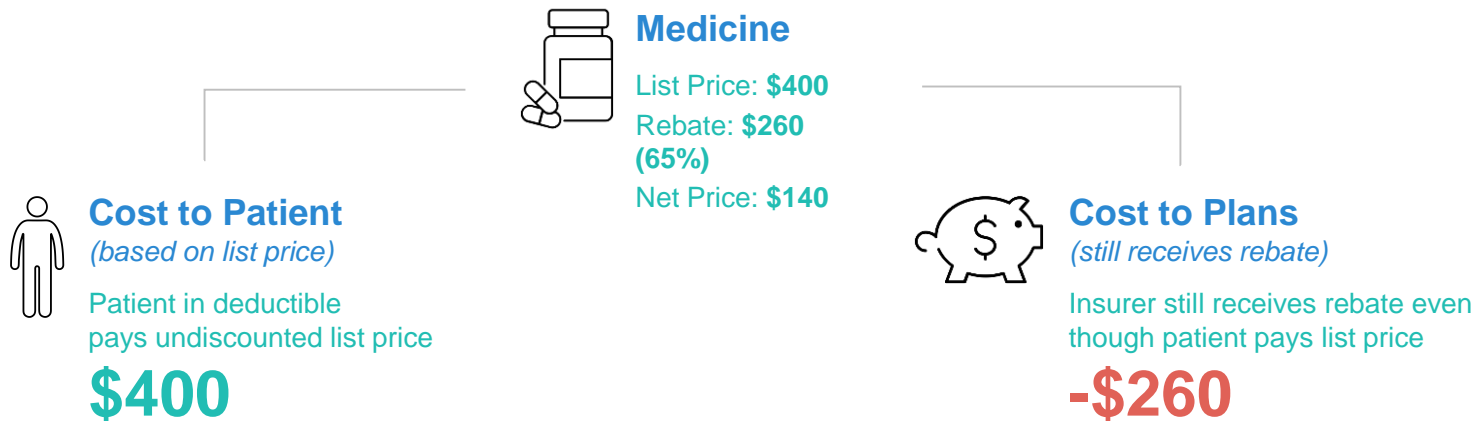 Medicine
List Price: $400
Rebate: $260
(65%)
Net Price: $140
Cost to Patient
(based on list price)
Patient in deductible
pays undiscounted list price
$400
$
Cost to Plans
(still receives rebate)
Insurer still receives rebate even
though patient pays list price
-$260